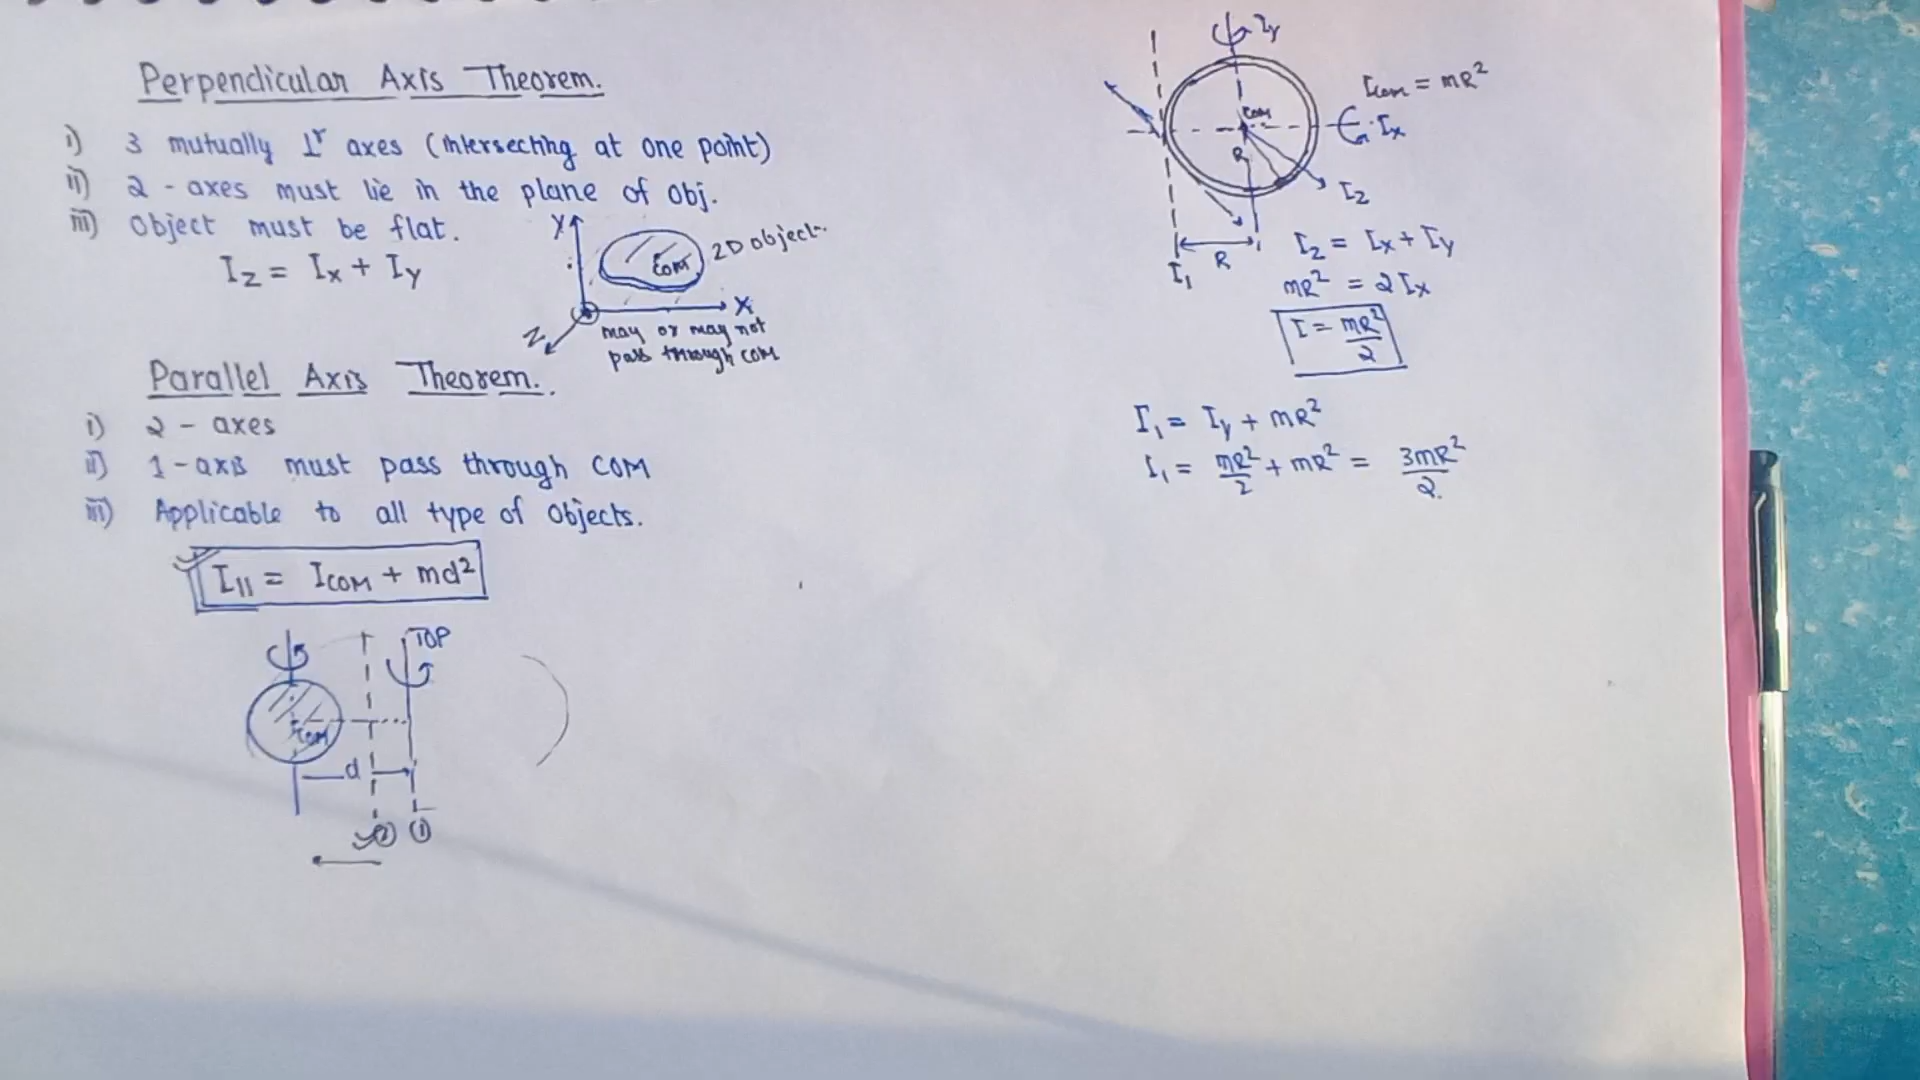 Perpendicular Axis Theorem.
i) 3 mutually ⊥r axes (intersecting at one point)
ii) 2 - axes must lie in the plane of obj.
iii) Object must be flat.
Iz = Ix + Iy
Y
COM
2D object.
X
Z
may or may not
pass through COM
Parallel Axis Theorem.
i) 2 - axes
ii) 1 - axis must pass through COM
iii) Applicable to all type of Objects.
I|| = ICOM + md²
TOP
COM
d
② ①
Iy
Icom = mR²
COM
Ix
R
Iz
R
I₁
Iz = Ix + Iy
mR² = 2Ix
I = mR²/2
I₁ = Iy + mR²
I₁ = mR²/2 + mR² = 3mR²/2.